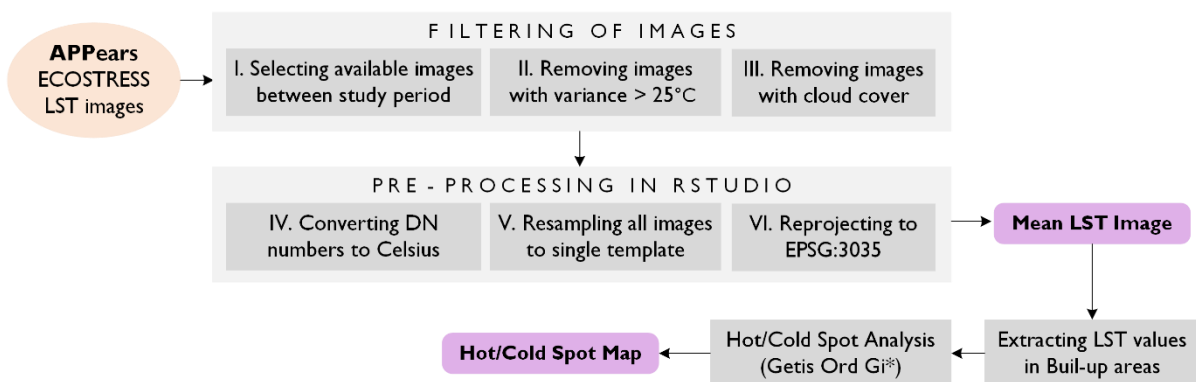 APPears
ECOSTRESS
LST images
FILTERING OF IMAGES
I. Selecting available images
between study period
II. Removing images
with variance > 25°C
III. Removing images
with cloud cover
PRE - PROCESSING IN RSTUDIO
IV. Converting DN
numbers to Celsius
V. Resampling all images
to single template
VI. Reprojecting to
EPSG:3035
Mean LST Image
Extracting LST values
in Buil-up areas
Hot/Cold Spot Analysis
(Getis Ord Gi*)
Hot/Cold Spot Map